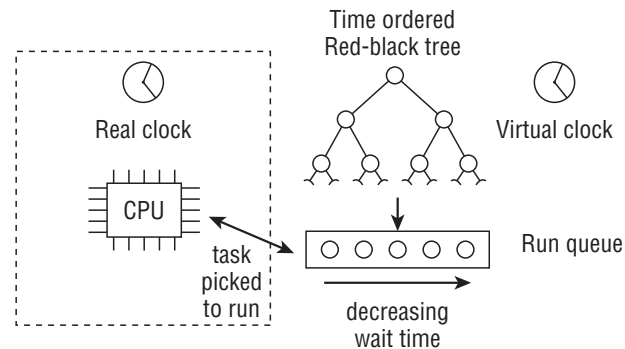 Time ordered
Red-black tree
Real clock
Virtual clock
CPU
task
picked
to run
Run queue
decreasing
wait time